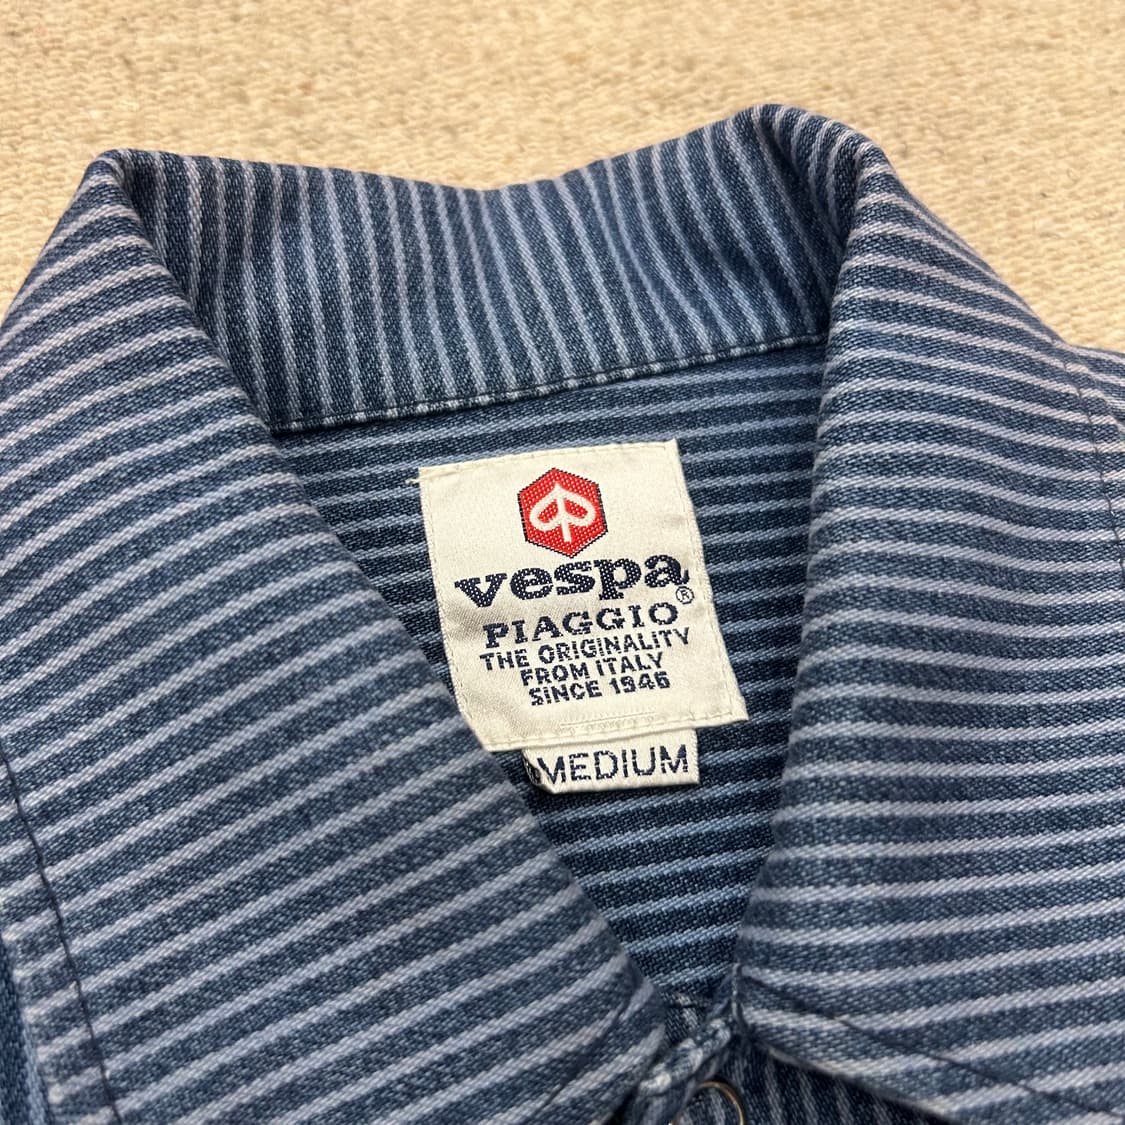 vespa®
PIAGGIO
THE ORIGINALITY
FROM ITALY
SINCE 1946
MEDIUM